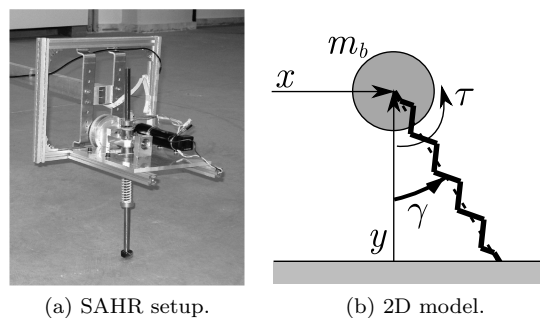 m_b
x
τ
γ
y
(a) SAHR setup.
(b) 2D model.